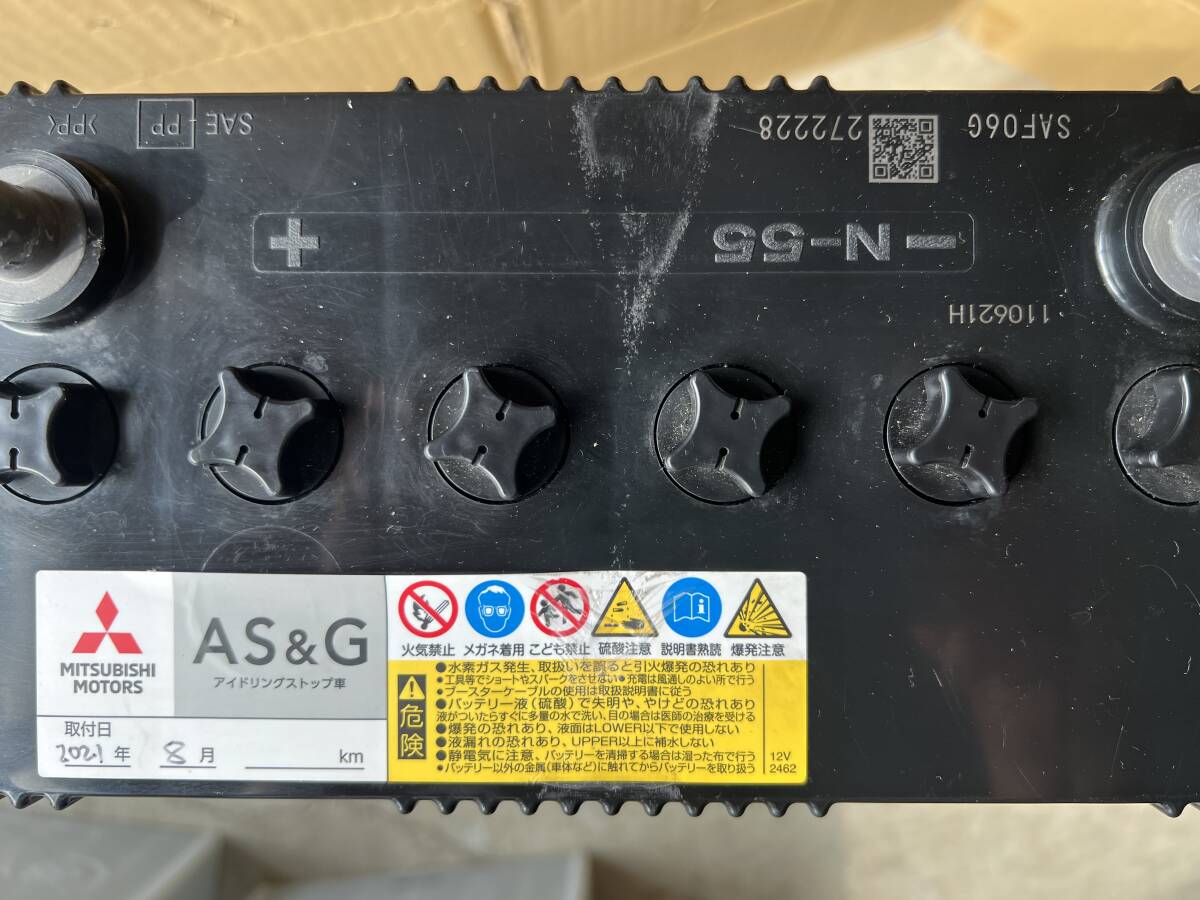 >PP<
PP
SAE
272228
SAF06G
+
N-55 −
110621H
MITSUBISHI
MOTORS
AS&G
アイドリングストップ車
取付日
2021年 8月 km
火気禁止 メガネ着用 こども禁止 硫酸注意 説明書熟読 爆発注意
危険
●水素ガス発生、取扱いを誤ると引火爆発の恐れあり
●工具等でショートやスパークをさせない●充電は風通しのよい所で行う
●ブースターケーブルの使用は取扱説明書に従う
●バッテリー液（硫酸）で失明や、やけどの恐れあり
液がついたらすぐに多量の水で洗い、目の場合は医師の治療を受ける
●爆発の恐れあり、液面はLOWER以下で使用しない
●液漏れの恐れあり、UPPER以上に補水しない
●静電気に注意、バッテリーを清掃する場合は湿った布で行う
●バッテリー以外の金属（車体など）に触れてからバッテリーを取り扱う
12V
2462